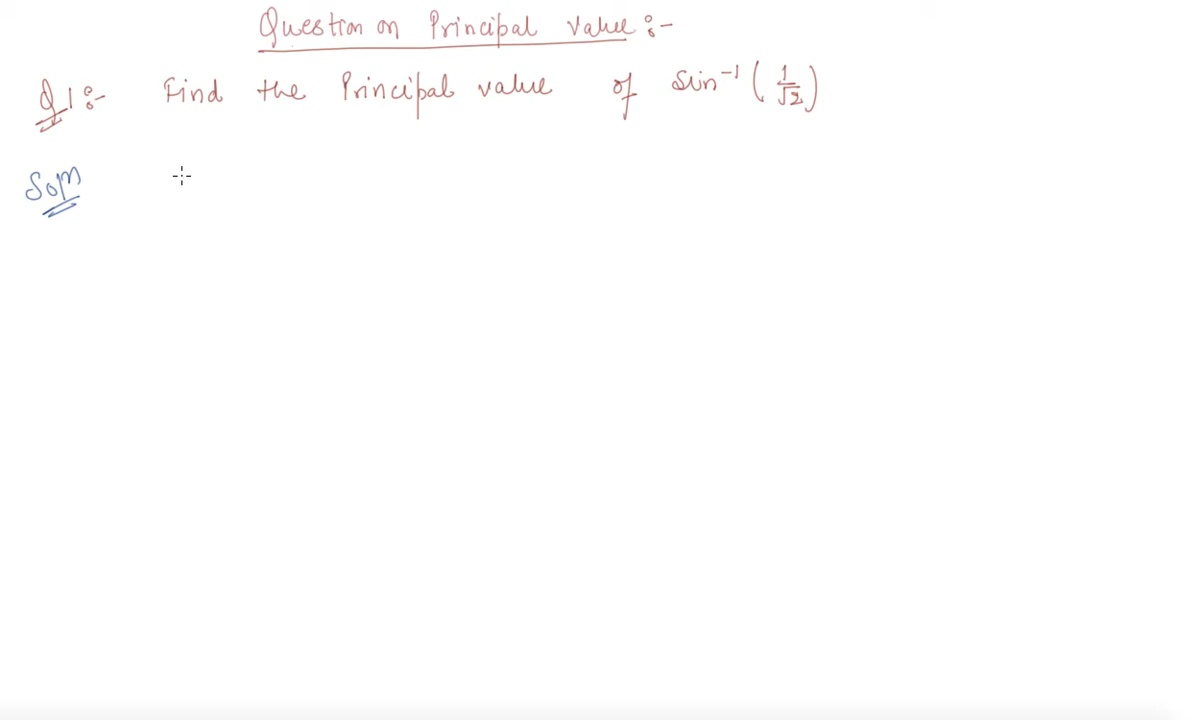 Question on Principal Value :-
Q1:- Find the Principal value of sin⁻¹ (1/√2)
Soln